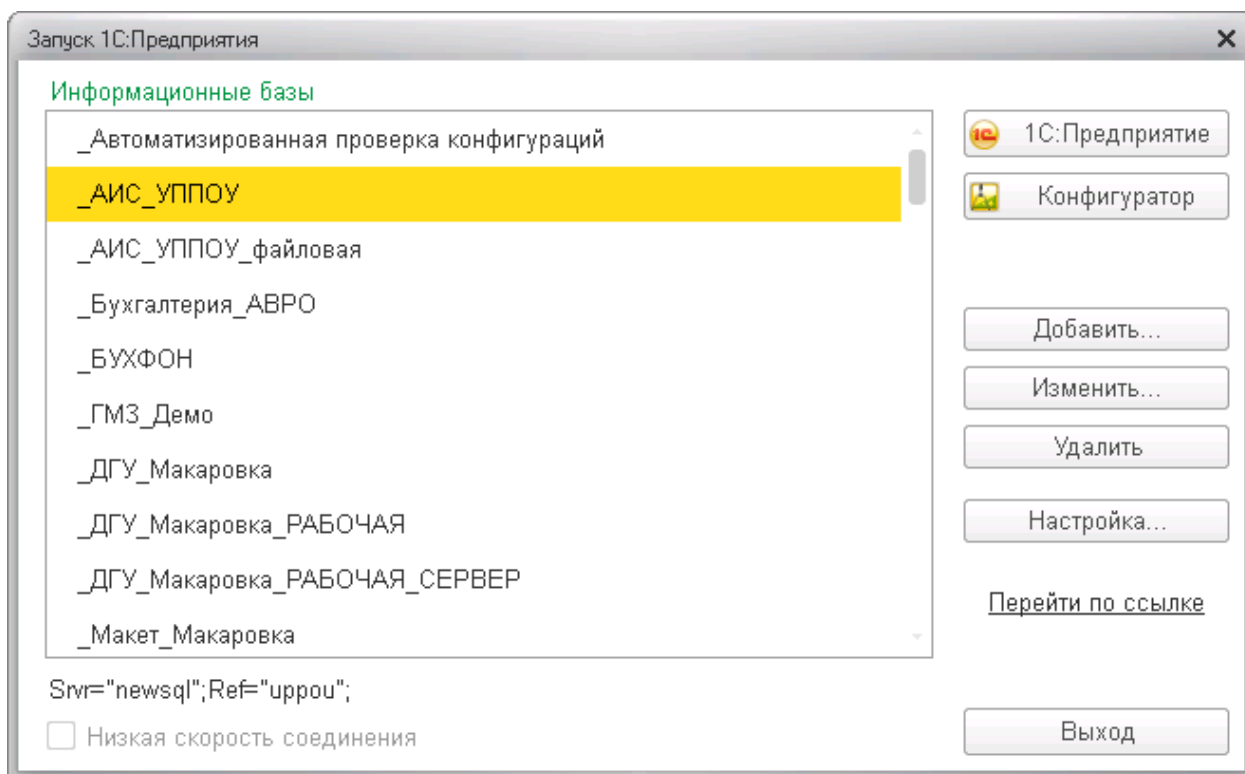 Запуск 1С:Предприятия
Информационные базы
_Автоматизированная проверка конфигураций
_АИС_УППОУ
_АИС_УППОУ_файловая
_Бухгалтерия_АВРО
_БУХФОН
_ГМЗ_Демо
_ДГУ_Макаровка
_ДГУ_Макаровка_РАБОЧАЯ
_ДГУ_Макаровка_РАБОЧАЯ_СЕРВЕР
_Макет_Макаровка
Srvr="newsql";Ref="uppou";
Низкая скорость соединения
1С:Предприятие
Конфигуратор
Добавить...
Изменить...
Удалить
Настройка...
Перейти по ссылке
Выход